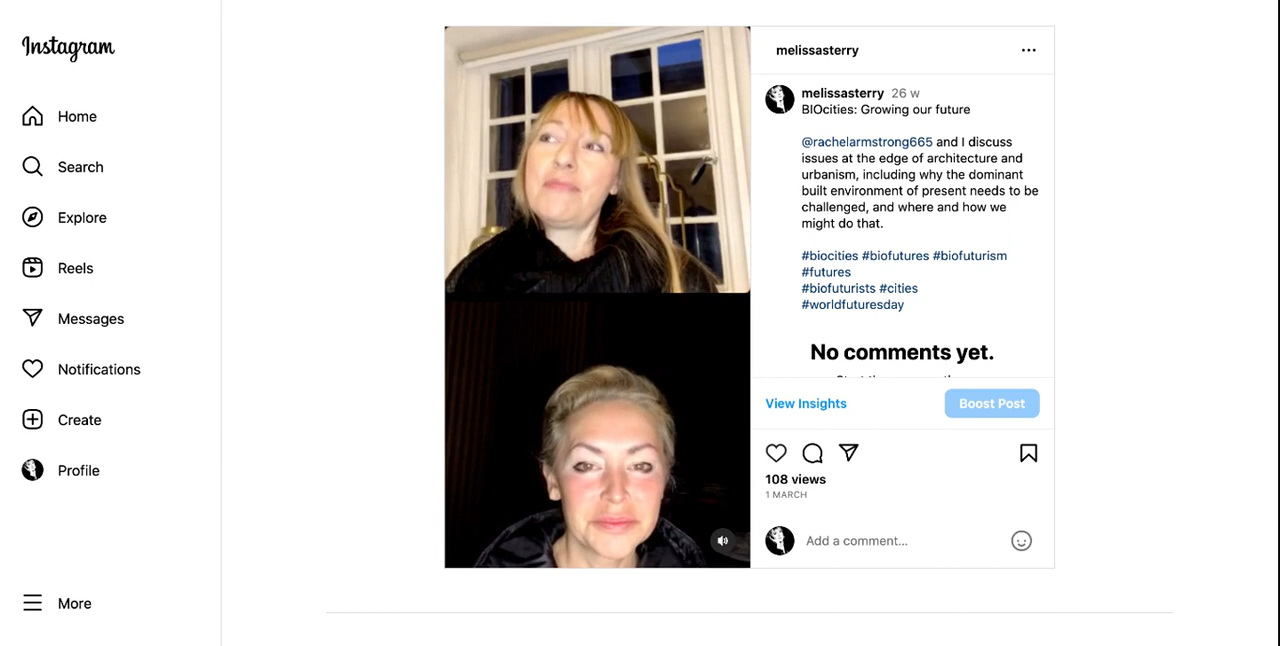 Instagram
Home
Search
Explore
Reels
Messages
Notifications
Create
Profile
More
melissasterry
melissasterry 26 w
BIOcities: Growing our future
@rachelarmstrong665 and I discuss
issues at the edge of architecture and
urbanism, including why the dominant
built environment of present needs to be
challenged, and where and how we
might do that.
#biocities #biofutures #biofuturism
#futures
#biofuturists #cities
#worldfuturesday
No comments yet.
View Insights
Boost Post
108 views
1 MARCH
Add a comment...